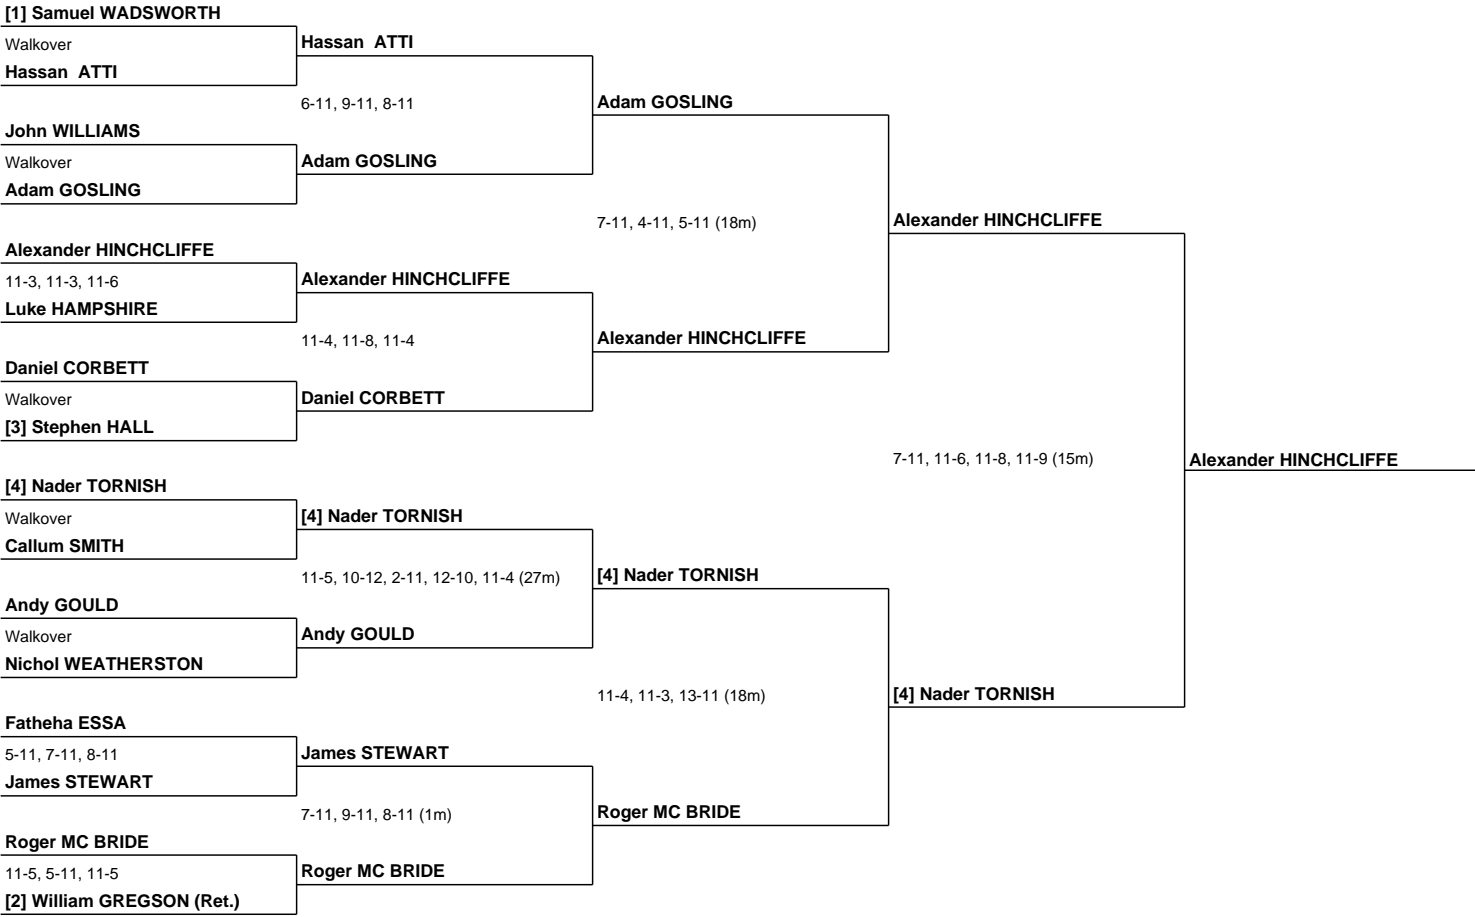 [1] Samuel WADSWORTH
Walkover
Hassan  ATTI
Hassan  ATTI
6-11, 9-11, 8-11
Adam GOSLING
John WILLIAMS
Walkover
Adam GOSLING
Adam GOSLING
7-11, 4-11, 5-11 (18m)
Alexander HINCHCLIFFE
Alexander HINCHCLIFFE
11-3, 11-3, 11-6
Alexander HINCHCLIFFE
Luke HAMPSHIRE
11-4, 11-8, 11-4
Alexander HINCHCLIFFE
Daniel CORBETT
Walkover
Daniel CORBETT
[3] Stephen HALL
7-11, 11-6, 11-8, 11-9 (15m)
Alexander HINCHCLIFFE
[4] Nader TORNISH
Walkover
[4] Nader TORNISH
Callum SMITH
11-5, 10-12, 2-11, 12-10, 11-4 (27m)
[4] Nader TORNISH
Andy GOULD
Walkover
Andy GOULD
Nichol WEATHERSTON
11-4, 11-3, 13-11 (18m)
[4] Nader TORNISH
Fatheha ESSA
5-11, 7-11, 8-11
James STEWART
James STEWART
7-11, 9-11, 8-11 (1m)
Roger MC BRIDE
Roger MC BRIDE
11-5, 5-11, 11-5
Roger MC BRIDE
[2] William GREGSON (Ret.)